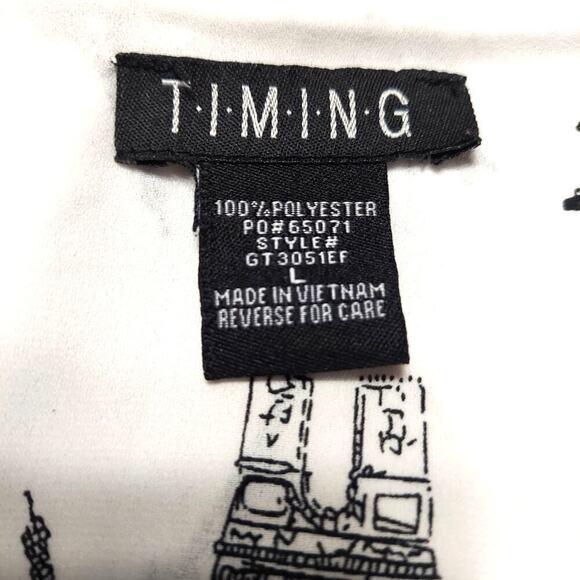 T·I·M·I·N·G
100%POLYESTER
PO#65071
STYLE#
GT3051EF
L
MADE IN VIETNAM
REVERSE FOR CARE